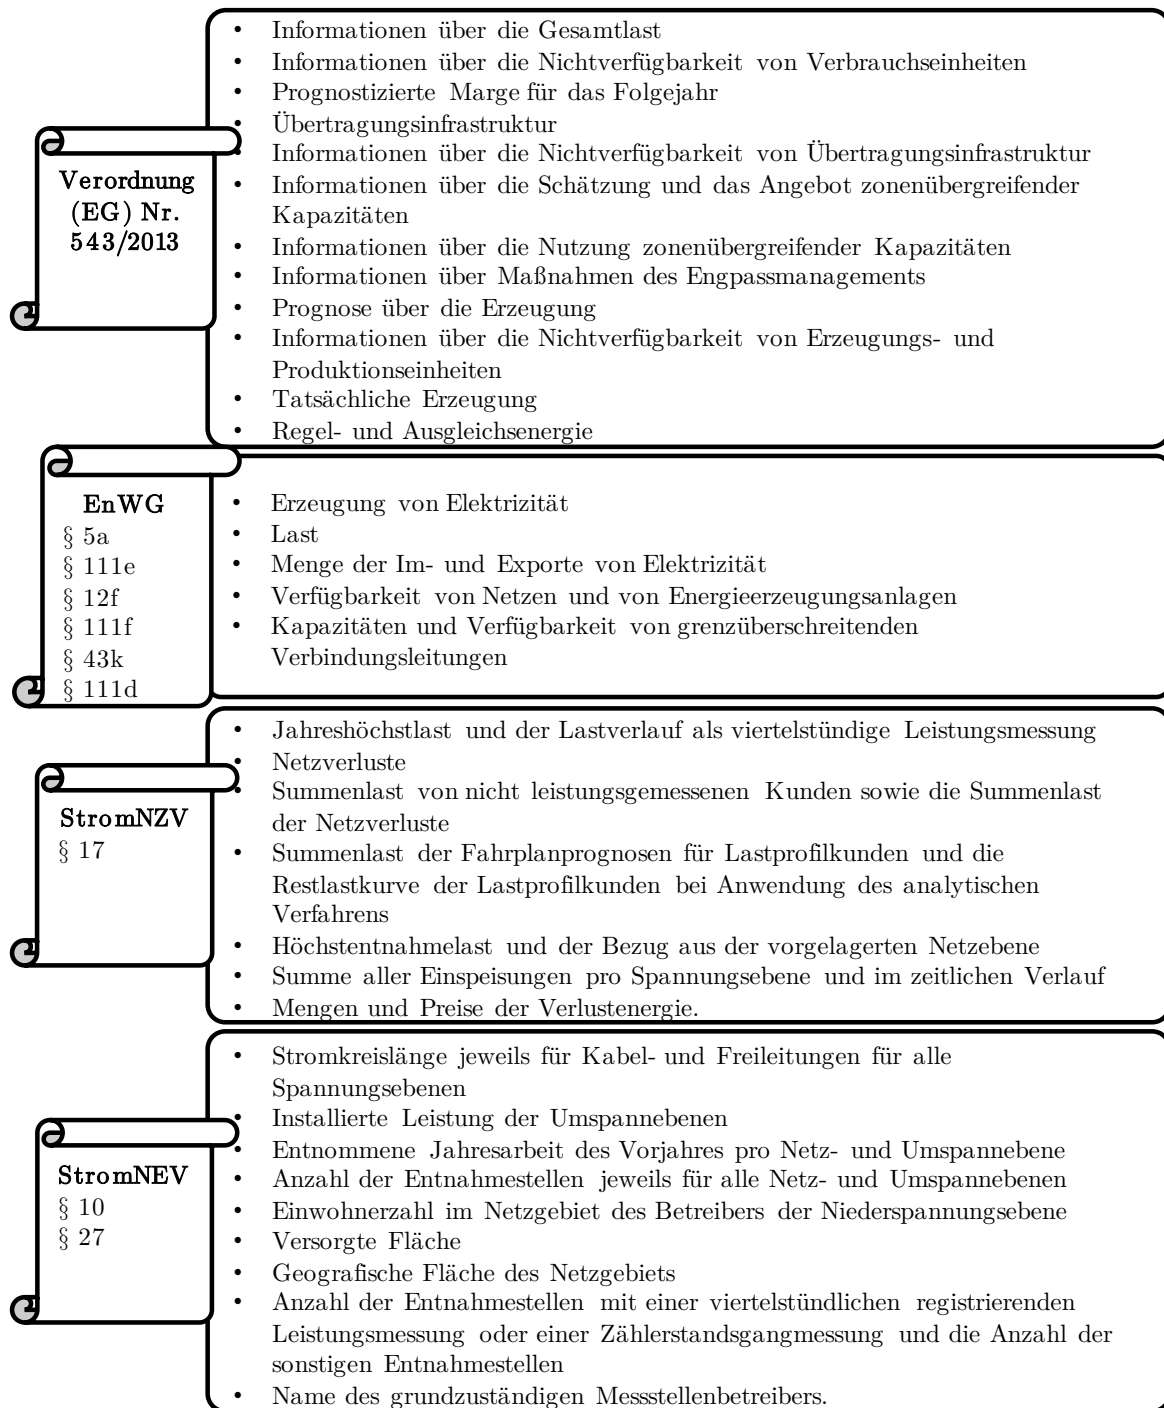 • Informationen über die Gesamtlast
• Informationen über die Nichtverfügbarkeit von Verbrauchseinheiten
• Prognostizierte Marge für das Folgejahr
• Übertragungsinfrastruktur
• Informationen über die Nichtverfügbarkeit von Übertragungsinfrastruktur
• Informationen über die Schätzung und das Angebot zonenübergreifender
Kapazitäten
• Informationen über die Nutzung zonenübergreifender Kapazitäten
• Informationen über Maßnahmen des Engpassmanagements
• Prognose über die Erzeugung
• Informationen über die Nichtverfügbarkeit von Erzeugungs- und
Produktionseinheiten
• Tatsächliche Erzeugung
• Regel- und Ausgleichsenergie
Verordnung
(EG) Nr.
543/2013
EnWG
§ 5a
§ 111e
§ 12f
§ 111f
§ 43k
§ 111d
• Erzeugung von Elektrizität
• Last
• Menge der Im- und Exporte von Elektrizität
• Verfügbarkeit von Netzen und von Energieerzeugungsanlagen
• Kapazitäten und Verfügbarkeit von grenzüberschreitenden
Verbindungsleitungen
StromNZV
§ 17
• Jahreshöchstlast und der Lastverlauf als viertelstündige Leistungsmessung
• Netzverluste
• Summenlast von nicht leistungsgemessenen Kunden sowie die Summenlast
der Netzverluste
• Summenlast der Fahrplanprognosen für Lastprofilkunden und die
Restlastkurve der Lastprofilkunden bei Anwendung des analytischen
Verfahrens
• Höchstentnahmelast und der Bezug aus der vorgelagerten Netzebene
• Summe aller Einspeisungen pro Spannungsebene und im zeitlichen Verlauf
• Mengen und Preise der Verlustenergie.
StromNEV
§ 10
§ 27
• Stromkreislänge jeweils für Kabel- und Freileitungen für alle
Spannungsebenen
• Installierte Leistung der Umspannebenen
• Entnommene Jahresarbeit des Vorjahres pro Netz- und Umspannebene
• Anzahl der Entnahmestellen jeweils für alle Netz- und Umspannebenen
• Einwohnerzahl im Netzgebiet des Betreibers der Niederspannungsebene
• Versorgte Fläche
• Geografische Fläche des Netzgebiets
• Anzahl der Entnahmestellen mit einer viertelstündlichen registrierenden
Leistungsmessung oder einer Zählerstandsgangmessung und die Anzahl der
sonstigen Entnahmestellen
• Name des grundzuständigen Messstellenbetreibers.